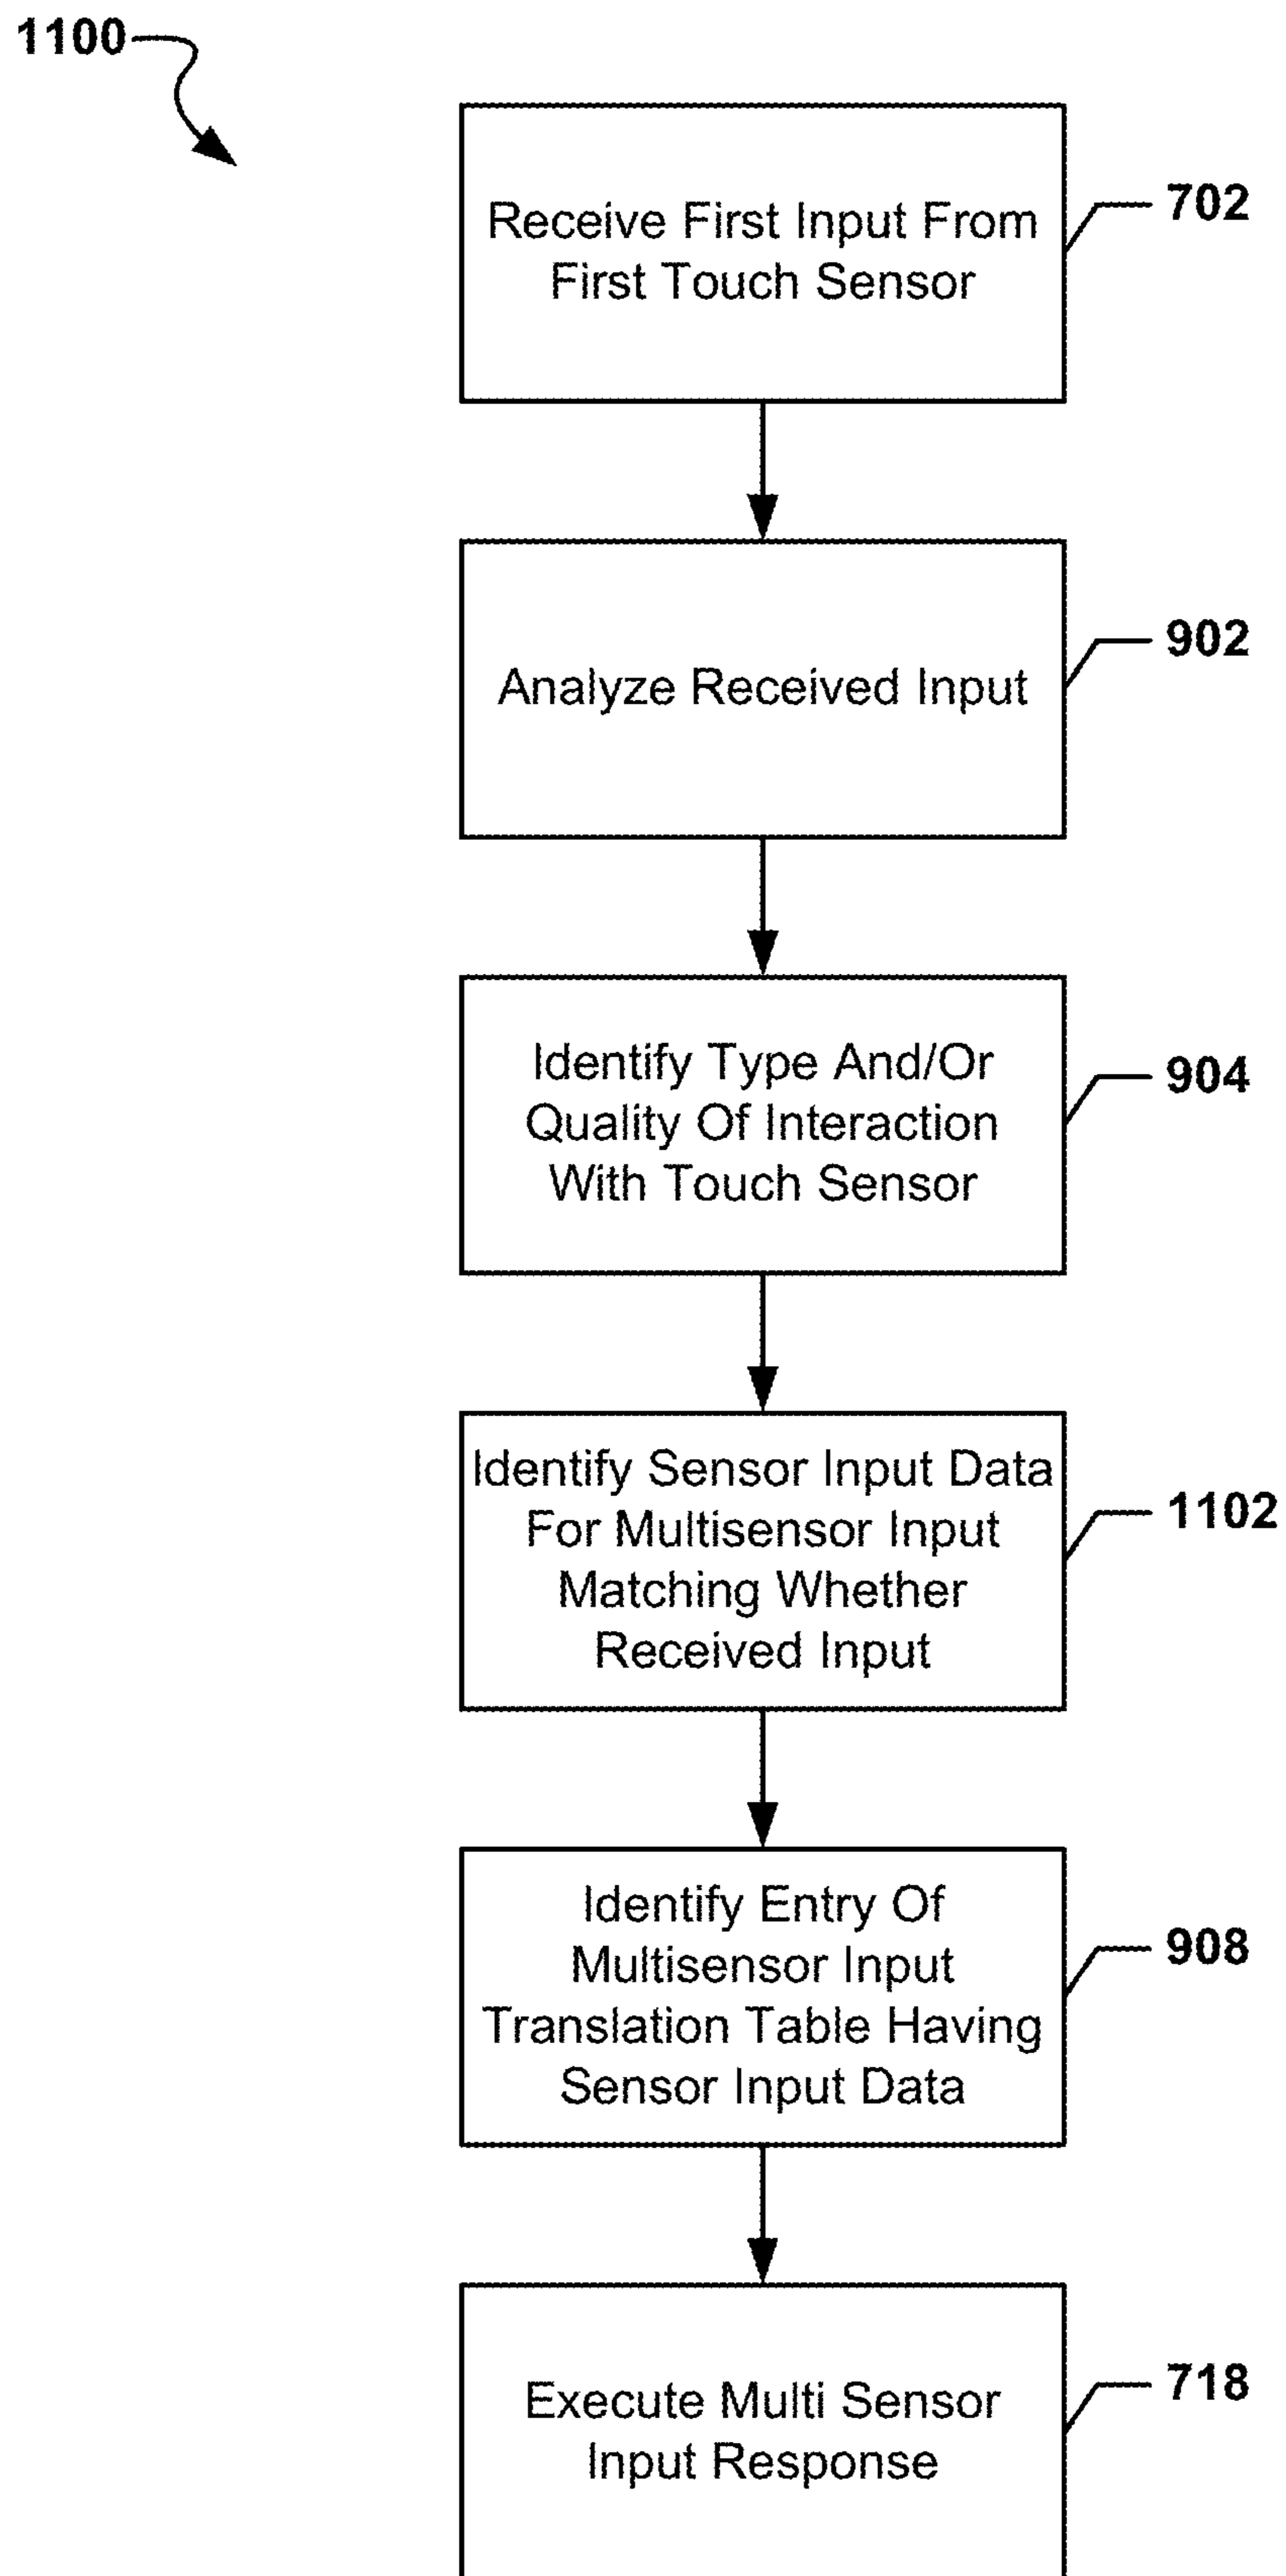 1100
Receive First Input From
First Touch Sensor
702
Analyze Received Input
902
Identify Type And/Or
Quality Of Interaction
With Touch Sensor
904
Identify Sensor Input Data
For Multisensor Input
Matching Whether
Received Input
1102
Identify Entry Of
Multisensor Input
Translation Table Having
Sensor Input Data
908
Execute Multi Sensor
Input Response
718